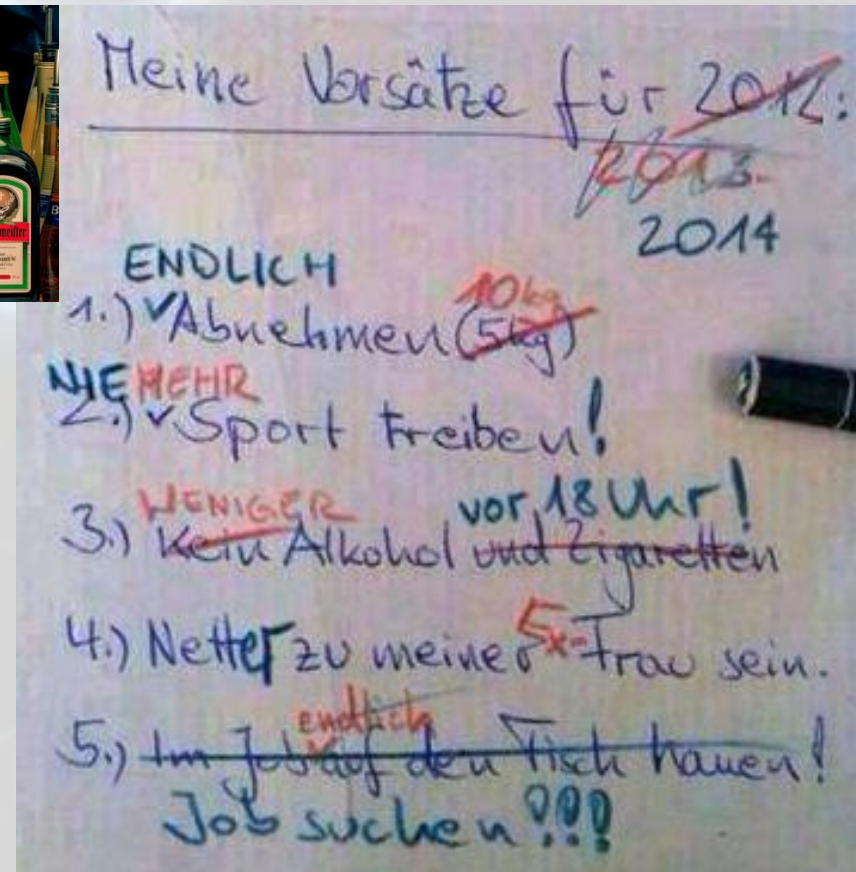 Meine Vorsätze für 2012:
2013.
2014
ENDLICH
10kg
1.) ✓Abnehmen (5kg)
NIE MEHR
2.) ✓Sport treiben!
WENIGER vor 18 Uhr!
3.) Kein Alkohol und Zigaretten
Ex-
4.) Netter zu meiner Frau sein.
endlich
5.) Im Job auf den Tisch hauen!
Job suchen!!!